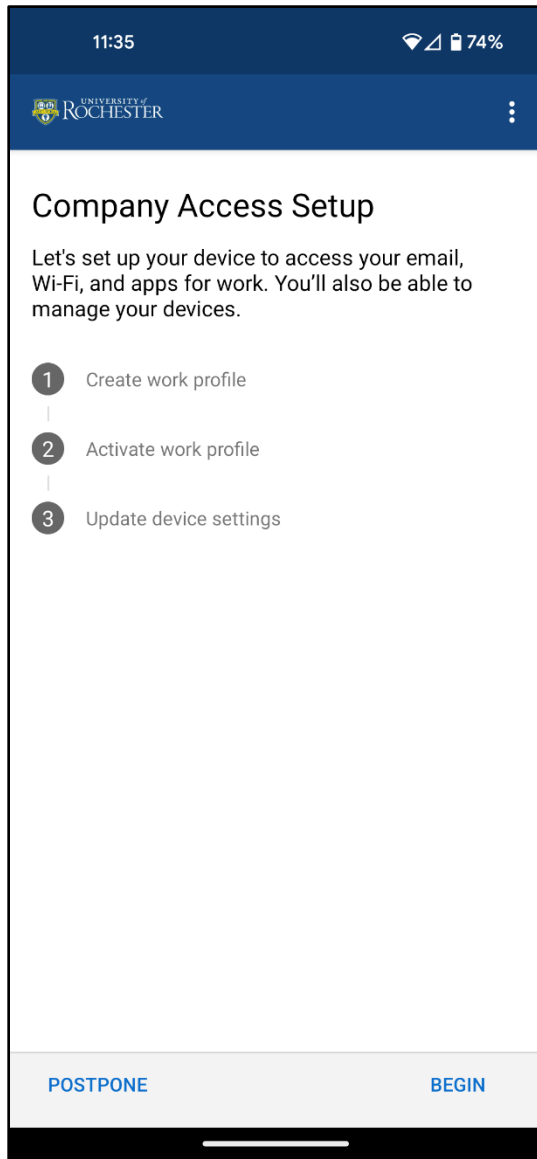 11:35
74%
UNIVERSITY of
ROCHESTER
Company Access Setup
Let's set up your device to access your email,
Wi-Fi, and apps for work. You’ll also be able to
manage your devices.
1 Create work profile
2 Activate work profile
3 Update device settings
POSTPONE
BEGIN